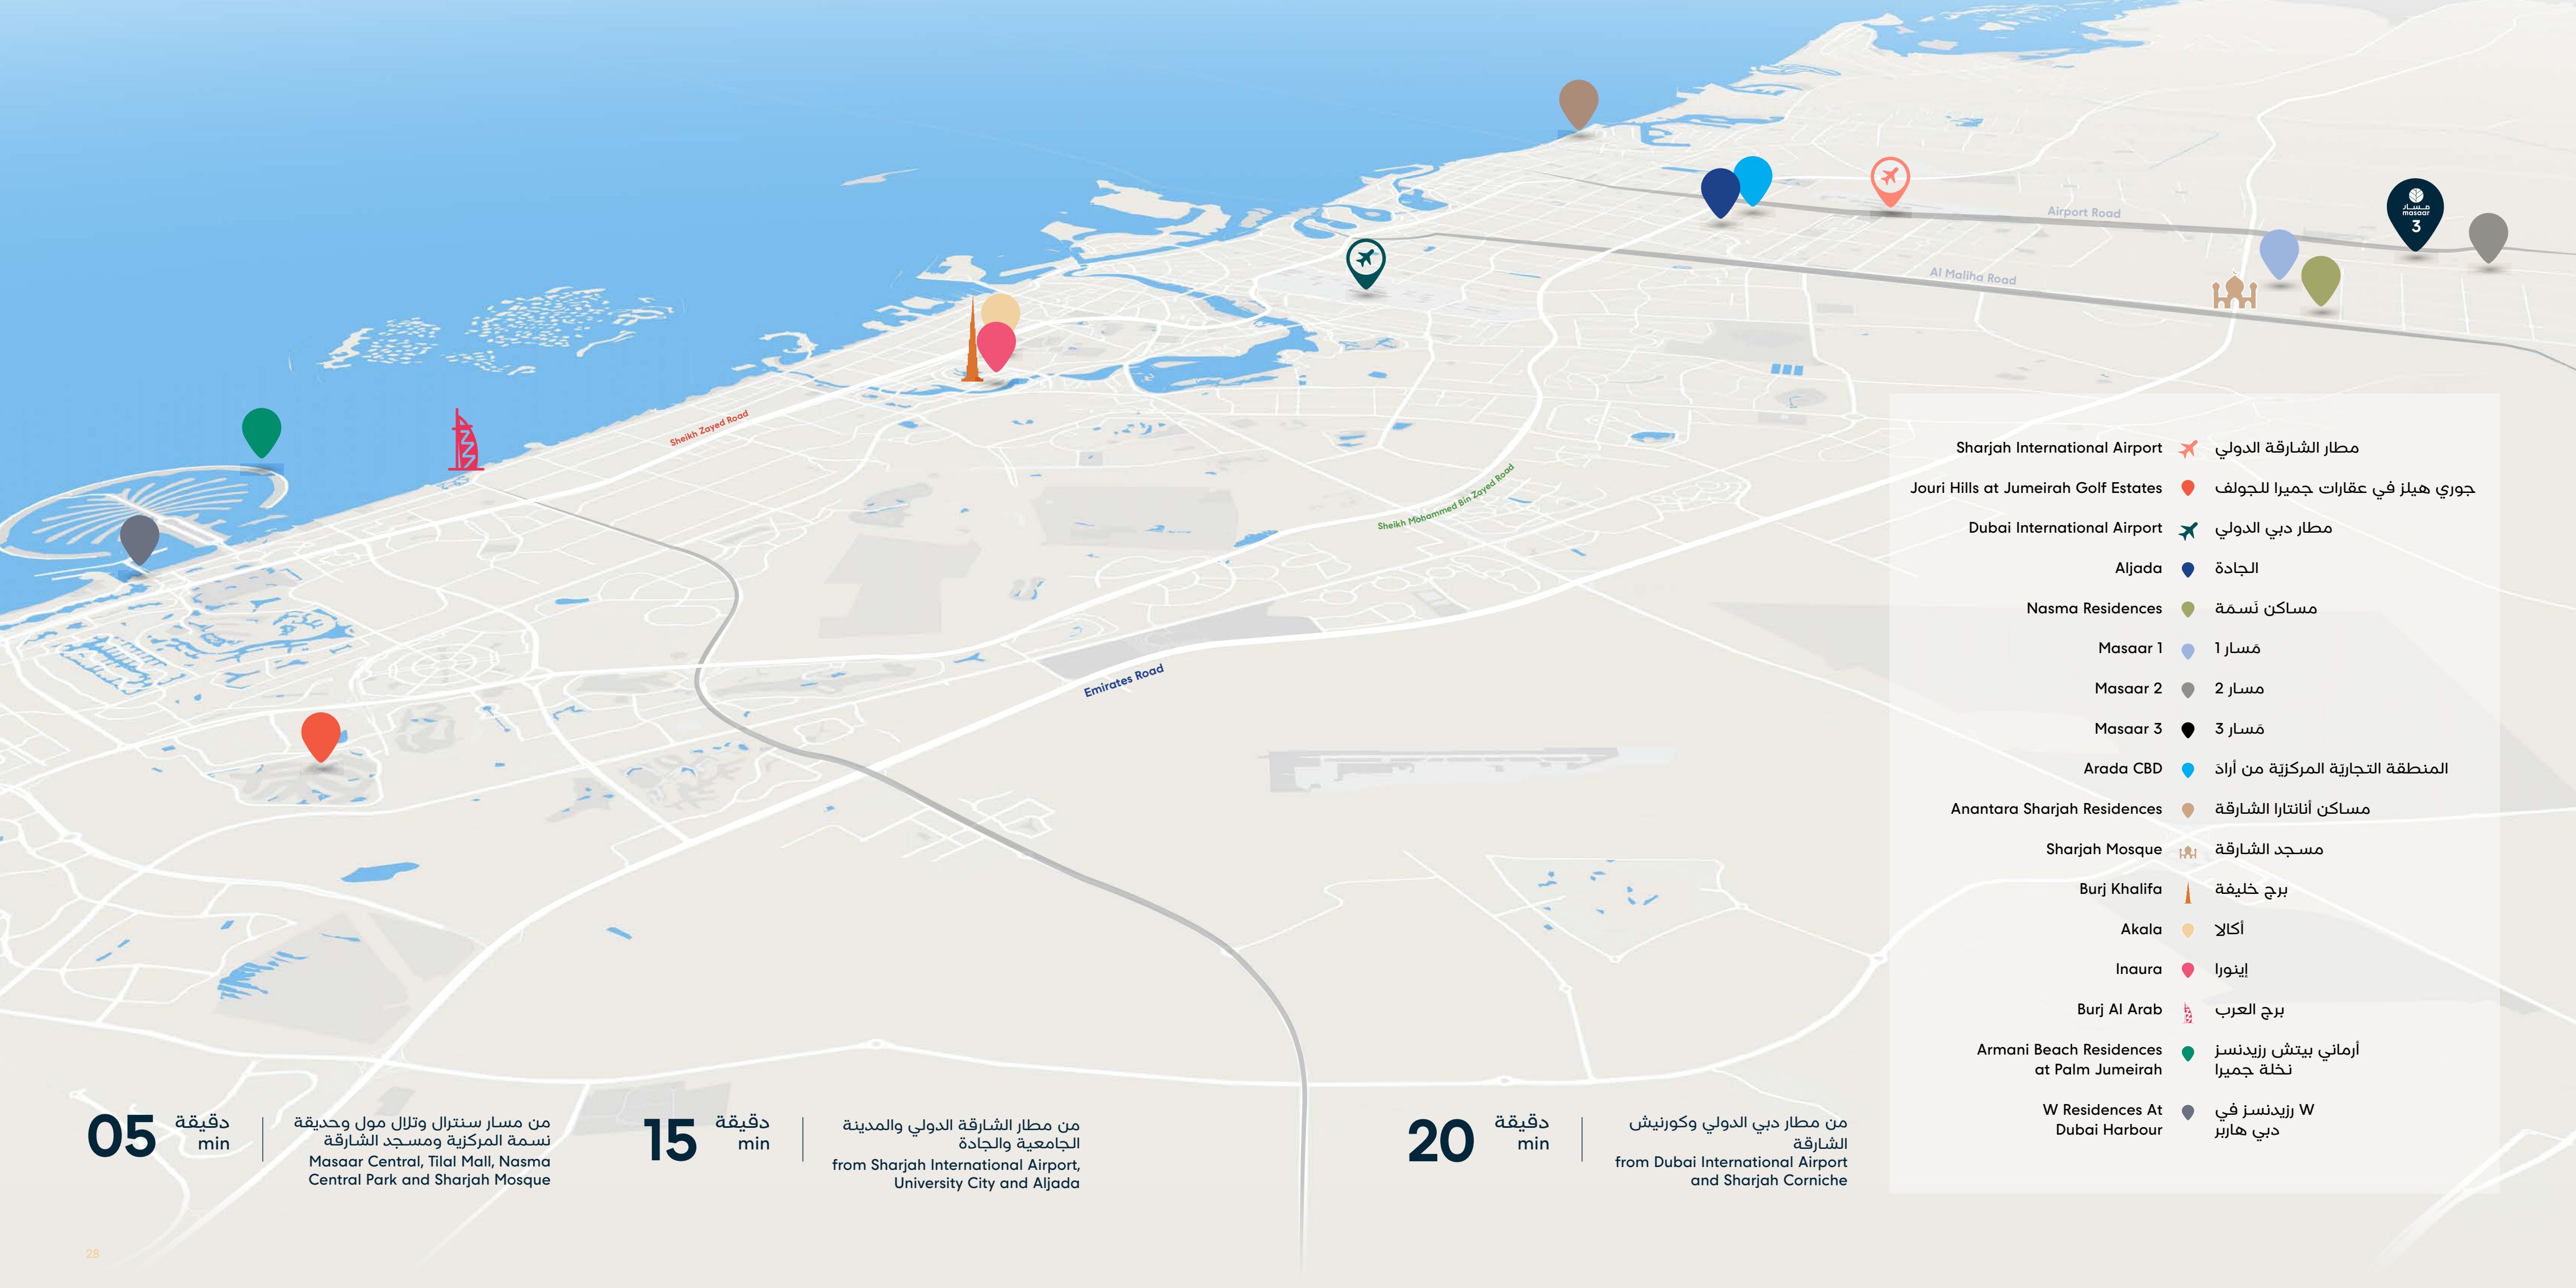 Airport Road
Al Maliha Road
مسار
masaar
3
Sheikh Zayed Road
Sheikh Mohammed Bin Zayed Road
Emirates Road
Sharjah International Airport مطار الشارقة الدولي
Jouri Hills at Jumeirah Golf Estates جوري هيلز في عقارات جميرا للجولف
Dubai International Airport مطار دبي الدولي
Aljada الجادة
Nasma Residences مساكن نَسمَة
Masaar 1 مَسار 1
Masaar 2 مسار 2
Masaar 3 مَسار 3
Arada CBD المنطقة التجاريّة المركزيّة من أرادَ
Anantara Sharjah Residences مساكن أنانتارا الشارقة
Sharjah Mosque مسجد الشارقة
Burj Khalifa برج خليفة
Akala أكالا
Inaura إينورا
Burj Al Arab برج العرب
Armani Beach Residences أرماني بيتش رزيدنسز
at Palm Jumeirah نخلة جميرا
W Residences At W رزيدنسز في
Dubai Harbour دبي هاربر
05 دقيقة
min
من مسار سنترال وتلال مول وحديقة
نسمة المركزية ومسجد الشارقة
Masaar Central, Tilal Mall, Nasma
Central Park and Sharjah Mosque
15 دقيقة
min
من مطار الشارقة الدولي والمدينة
الجامعية والجادة
from Sharjah International Airport,
University City and Aljada
20 دقيقة
min
من مطار دبي الدولي وكورنيش
الشارقة
from Dubai International Airport
and Sharjah Corniche
28